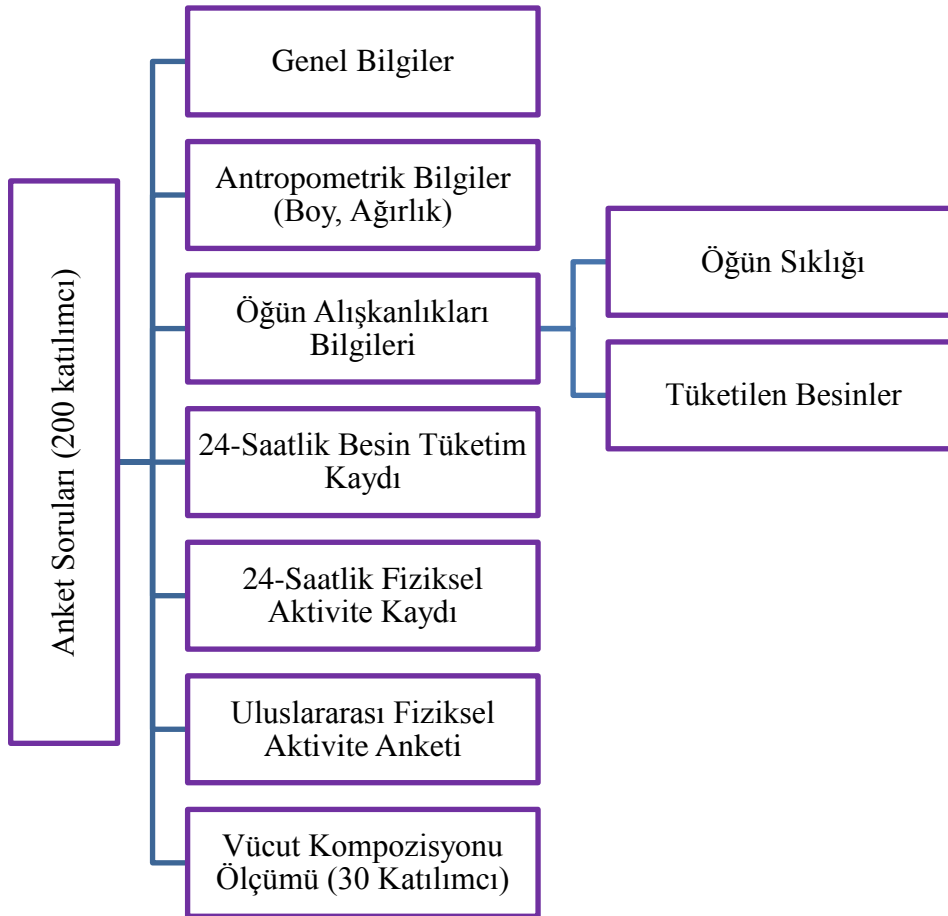 Anket Soruları (200 katılımcı)
Genel Bilgiler
Antropometrik Bilgiler
(Boy, Ağırlık)
Öğün Alışkanlıkları
Bilgileri
Öğün Sıklığı
Tüketilen Besinler
24-Saatlik Besin Tüketim
Kaydı
24-Saatlik Fiziksel
Aktivite Kaydı
Uluslararası Fiziksel
Aktivite Anketi
Vücut Kompozisyonu
Ölçümü (30 Katılımcı)